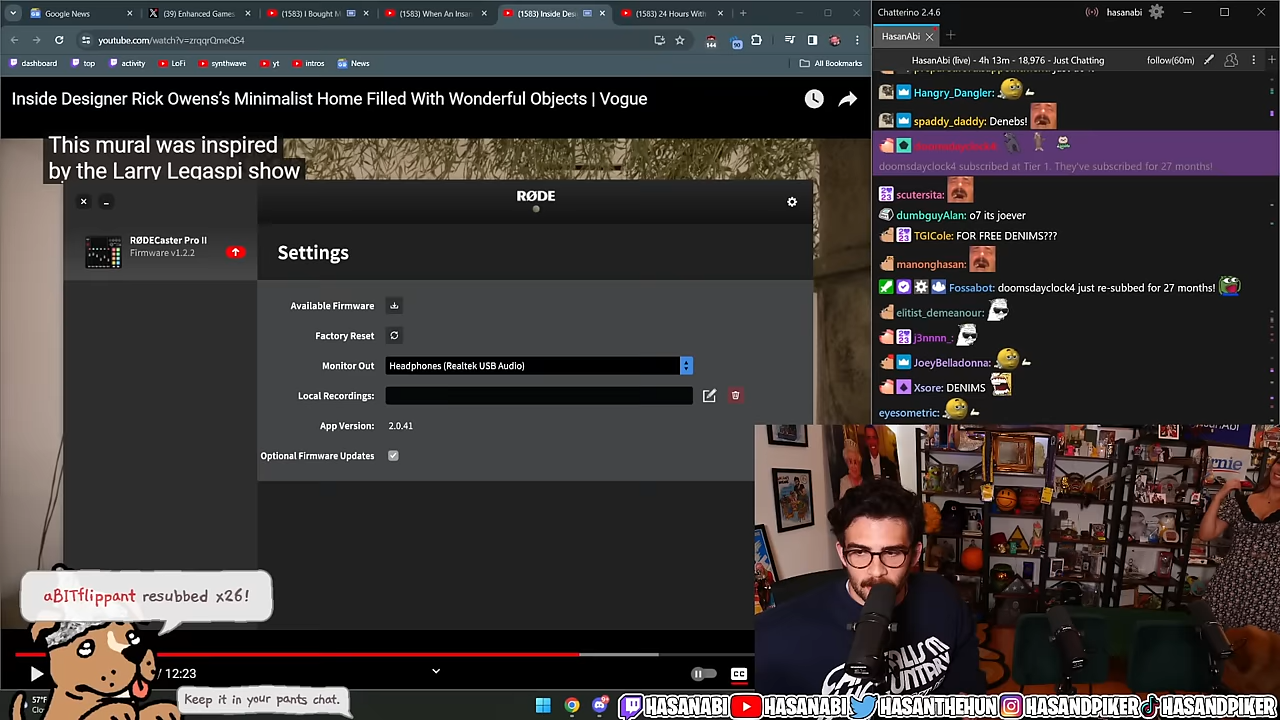 Google News
(39) Enhanced Games
(1583) I Bought M
(1583) When An Insan
(1583) Inside Desi
(1583) 24 Hours With
youtube.com/watch?v=zrqqrQmeQS4
144
90
dashboard
top
activity
LoFi
synthwave
yt
intros
News
All Bookmarks
Inside Designer Rick Owens's Minimalist Home Filled With Wonderful Objects | Vogue
This mural was inspired
by the Larry Legaspi show
RØDE
RØDECaster Pro II
Firmware v1.2.2
Settings
Available Firmware
Factory Reset
Monitor Out
Headphones (Realtek USB Audio)
Local Recordings:
App Version:
2.0.41
Optional Firmware Updates
aBITflippant resubbed x26!
/ 12:23
CC
57°F
Keep it in your pants chat.
Chatterino 2.4.6
hasanabi
HasanAbi
HasanAbi (live) - 4h 13m - 18,976 - Just Chatting
follow(60m)
Hangry_Dangler:
spaddy_daddy: Denebs!
doomsdayclock4
doomsdayclock4 subscribed at Tier 1. They've subscribed for 27 months!
scutersita:
dumbguyAlan: o7 its joever
TGICole: FOR FREE DENIMS???
manonghasan:
Fossabot: doomsdayclock4 just re-subbed for 27 months!
elitist_demeanour:
j3nnnn_:
JoeyBelladonna:
Xsore: DENIMS
eyesometric:
HASANABI
HASANABI
HASANTHEHUN
HASANDPIKER
HASANDPIKER